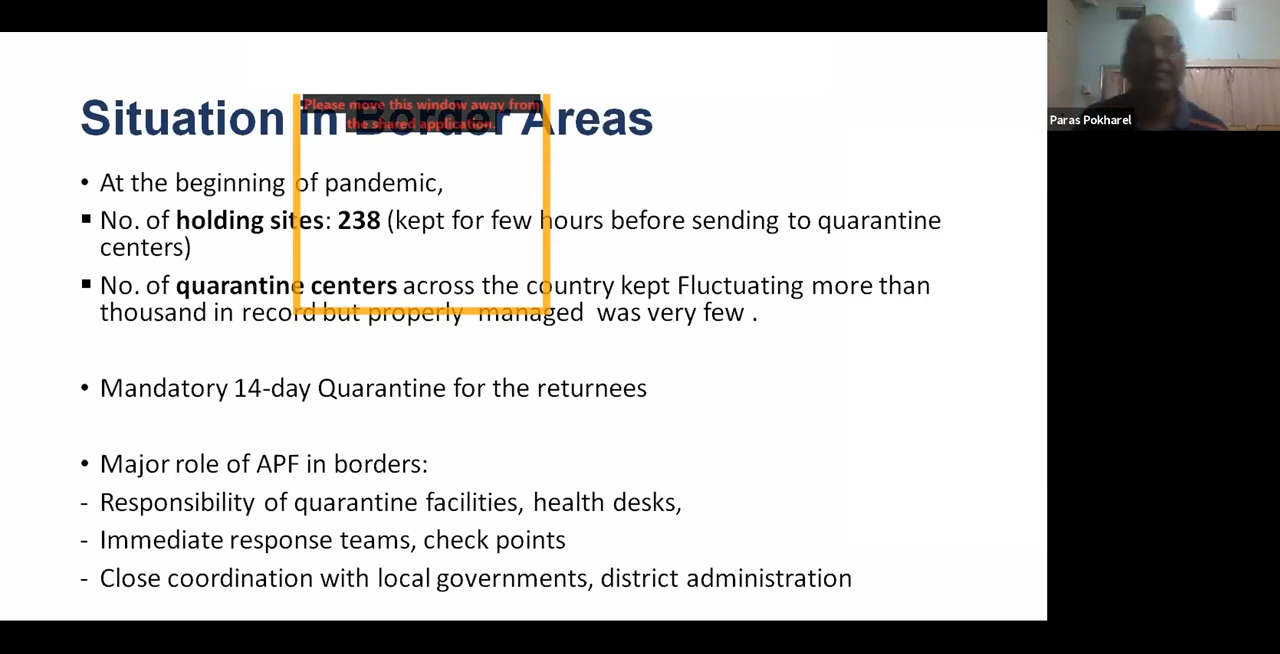 Situation in Border Areas
Please move this window away from
the shared application.
• At the beginning of pandemic,
▪ No. of holding sites: 238 (kept for few hours before sending to quarantine
centers)
▪ No. of quarantine centers across the country kept Fluctuating more than
thousand in record but properly managed was very few .
• Mandatory 14-day Quarantine for the returnees
• Major role of APF in borders:
- Responsibility of quarantine facilities, health desks,
- Immediate response teams, check points
- Close coordination with local governments, district administration
Paras Pokharel